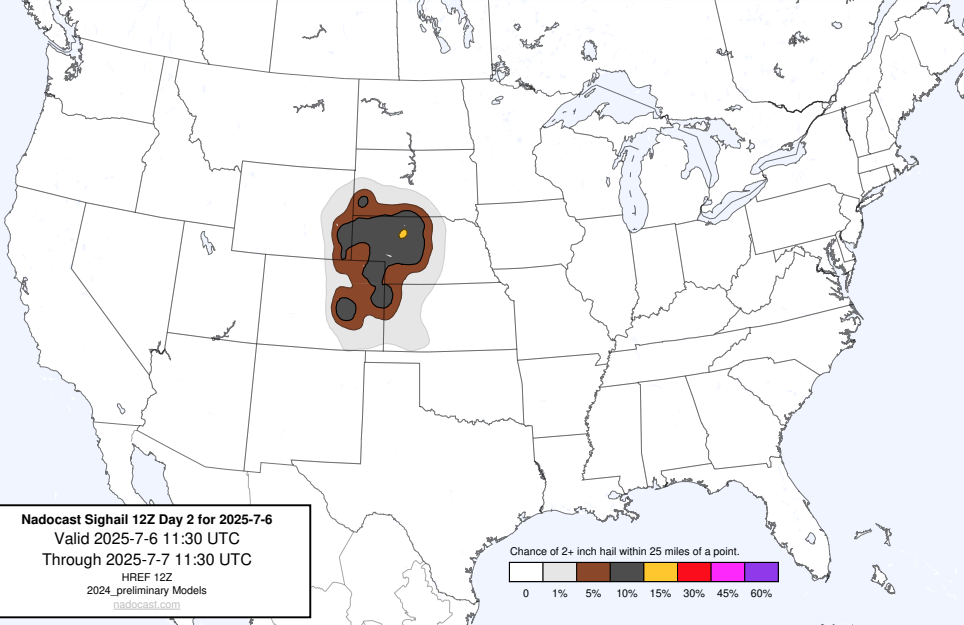 Nadocast Sighail 12Z Day 2 for 2025-7-6
Valid 2025-7-6 11:30 UTC
Through 2025-7-7 11:30 UTC
HREF 12Z
2024_preliminary Models
nadocast.com
Chance of 2+ inch hail within 25 miles of a point.
0 1% 5% 10% 15% 30% 45% 60%